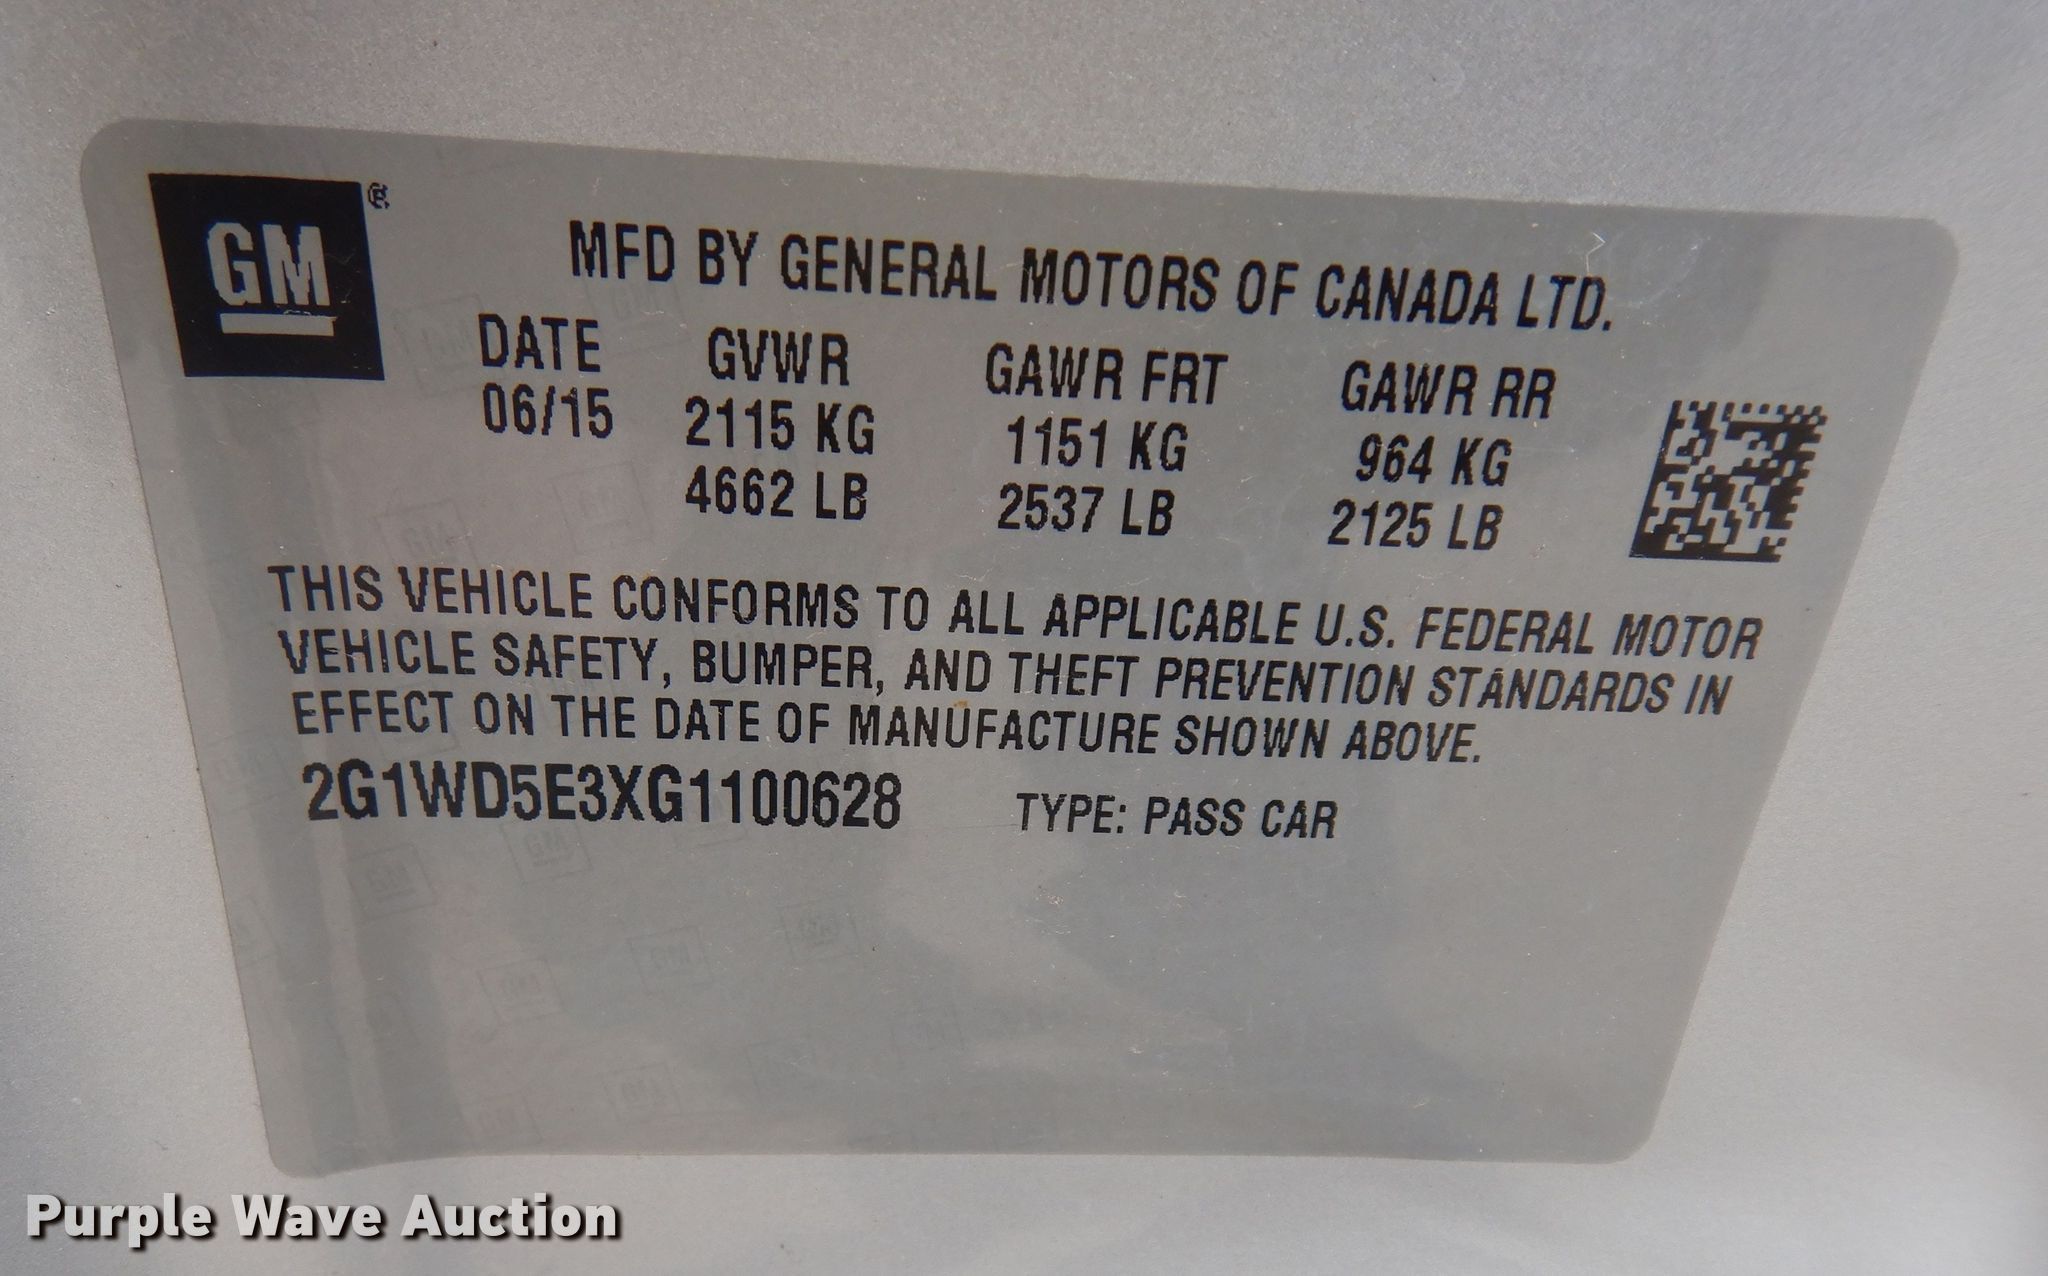 GM ®
MFD BY GENERAL MOTORS OF CANADA LTD.
DATE GVWR GAWR FRT GAWR RR
06/15 2115 KG 1151 KG 964 KG
4662 LB 2537 LB 2125 LB
THIS VEHICLE CONFORMS TO ALL APPLICABLE U.S. FEDERAL MOTOR
VEHICLE SAFETY, BUMPER, AND THEFT PREVENTION STANDARDS IN
EFFECT ON THE DATE OF MANUFACTURE SHOWN ABOVE.
2G1WD5E3XG1100628 TYPE: PASS CAR
Purple Wave Auction